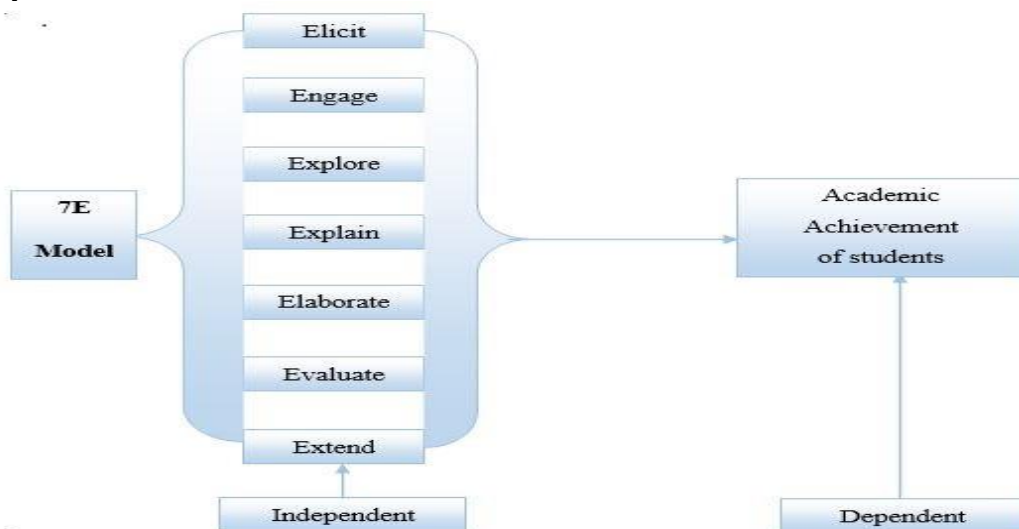 Elicit
Engage
Explore
7E
Model
Explain
Elaborate
Evaluate
Extend
Independent
Academic
Achievement
of students
Dependent